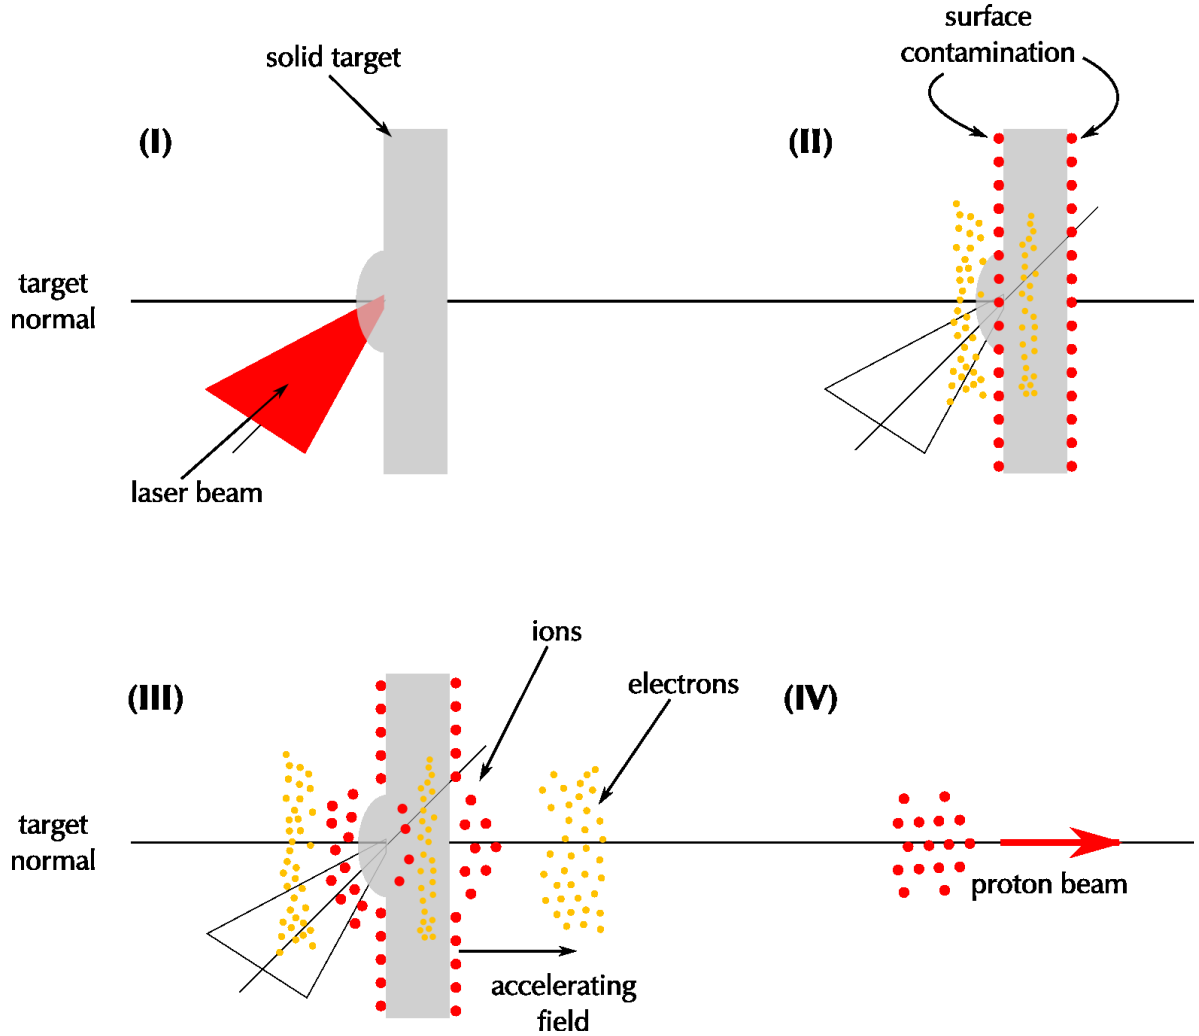 solid target
(I)
laser beam
target
normal
surface
contamination
(II)
ions
electrons
(III)
target
normal
accelerating
field
(IV)
proton beam